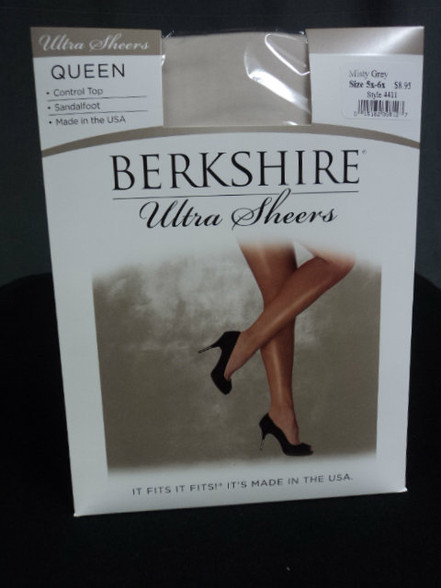 Ultra Sheers
QUEEN
• Control Top
• Sandalfoot
• Made in the USA
Misty Grey
Size 5x-6x $8.95
Style 4411
BERKSHIRE®
Ultra Sheers
IT FITS IT FITS!® IT'S MADE IN THE USA.